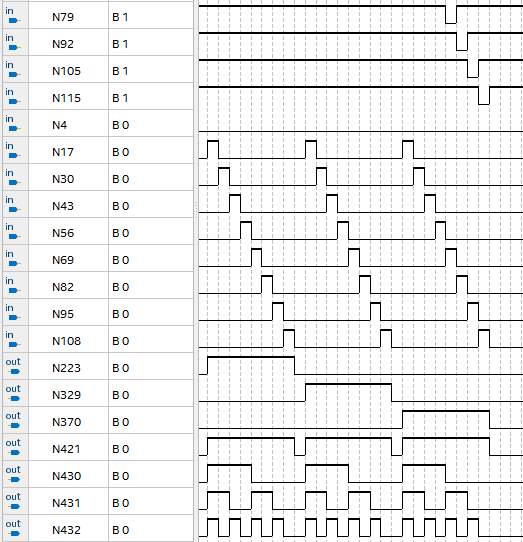 in N79 B 1
in N92 B 1
in N105 B 1
in N115 B 1
in N4 B 0
in N17 B 0
in N30 B 0
in N43 B 0
in N56 B 0
in N69 B 0
in N82 B 0
in N95 B 0
in N108 B 0
out N223 B 0
out N329 B 0
out N370 B 0
out N421 B 0
out N430 B 0
out N431 B 0
out N432 B 0